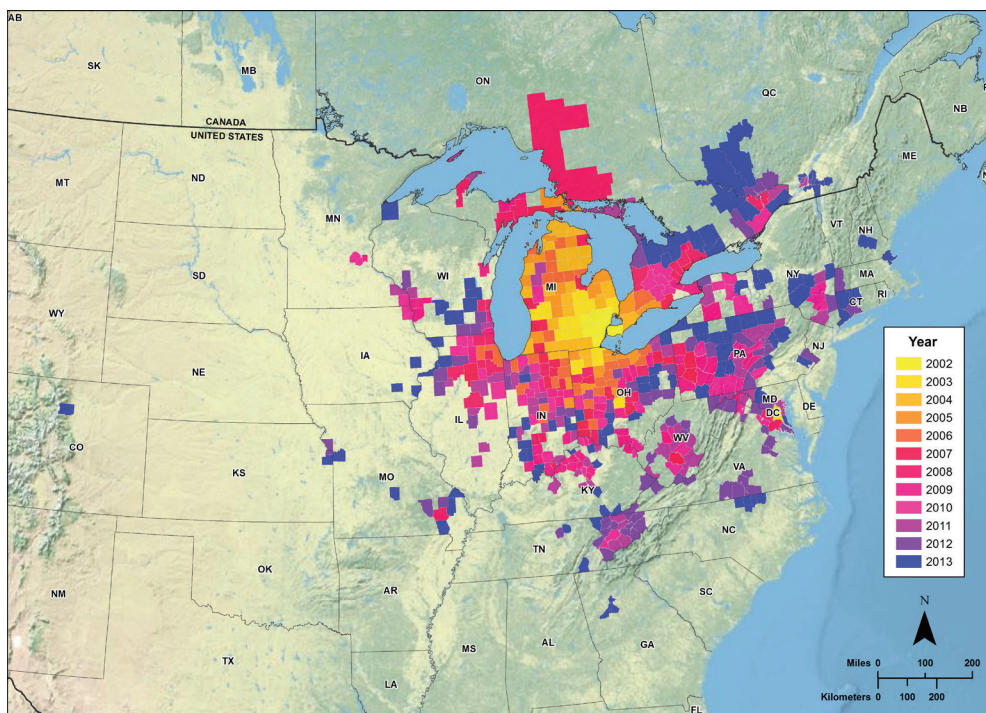 AB
SK
MB
ON
QC
NB
CANADA
UNITED STATES
MT
ND
MN
ME
VT
NH
SD
WI
MI
NY
MA
RI
CT
WY
IA
NE
PA
NJ
OH
MD
DC
DE
IL
IN
WV
CO
KS
MO
KY
VA
TN
NC
OK
AR
SC
NM
TX
MS
AL
GA
LA
FL
Year
2002
2003
2004
2005
2006
2007
2008
2009
2010
2011
2012
2013
N
Miles 0 100 200
Kilometers 0 100 200